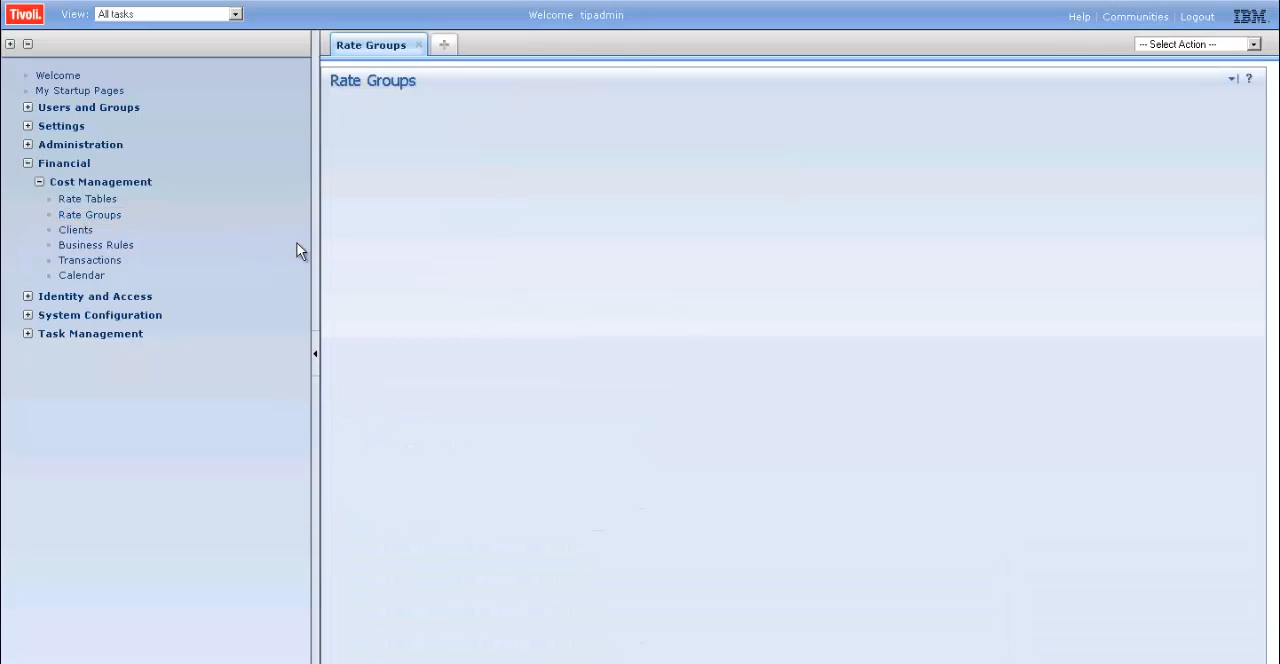 Tivoli. View: All tasks Welcome tipadmin Help Communities Logout IBM.
Rate Groups --- Select Action ---
Rate Groups ?
Welcome
My Startup Pages
Users and Groups
Settings
Administration
Financial
Cost Management
Rate Tables
Rate Groups
Clients
Business Rules
Transactions
Calendar
Identity and Access
System Configuration
Task Management